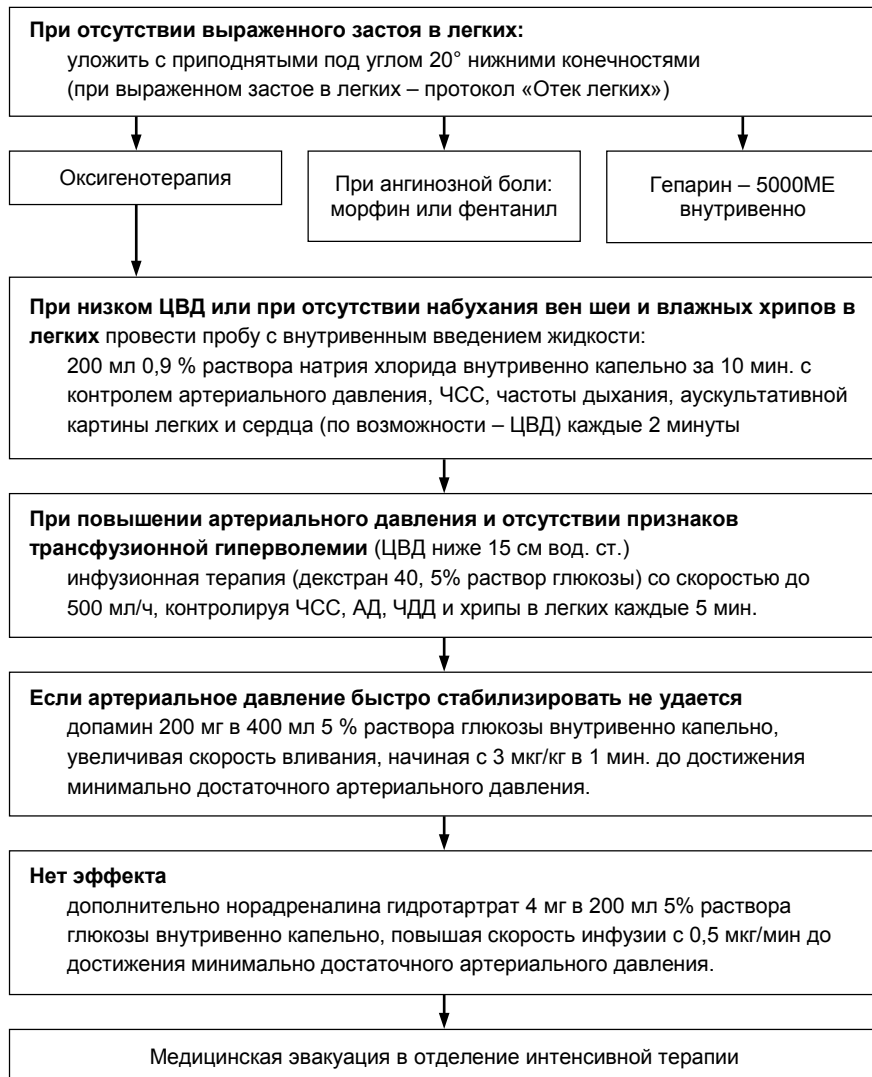 При отсутствии выраженного застоя в легких:
уложить с приподнятыми под углом 20° нижними конечностями
(при выраженном застое в легких – протокол «Отек легких»)
Оксигенотерапия
При ангинозной боли:
морфин или фентанил
Гепарин – 5000МЕ
внутривенно
При низком ЦВД или при отсутствии набухания вен шеи и влажных хрипов в
легких провести пробу с внутривенным введением жидкости:
200 мл 0,9 % раствора натрия хлорида внутривенно капельно за 10 мин. с
контролем артериального давления, ЧСС, частоты дыхания, аускультативной
картины легких и сердца (по возможности – ЦВД) каждые 2 минуты
При повышении артериального давления и отсутствии признаков
трансфузионной гиперволемии (ЦВД ниже 15 см вод. ст.)
инфузионная терапия (декстран 40, 5% раствор глюкозы) со скоростью до
500 мл/ч, контролируя ЧСС, АД, ЧДД и хрипы в легких каждые 5 мин.
Если артериальное давление быстро стабилизировать не удается
допамин 200 мг в 400 мл 5 % раствора глюкозы внутривенно капельно,
увеличивая скорость вливания, начиная с 3 мкг/кг в 1 мин. до достижения
минимально достаточного артериального давления.
Нет эффекта
дополнительно норадреналина гидротартрат 4 мг в 200 мл 5% раствора
глюкозы внутривенно капельно, повышая скорость инфузии с 0,5 мкг/мин до
достижения минимально достаточного артериального давления.
Медицинская эвакуация в отделение интенсивной терапии